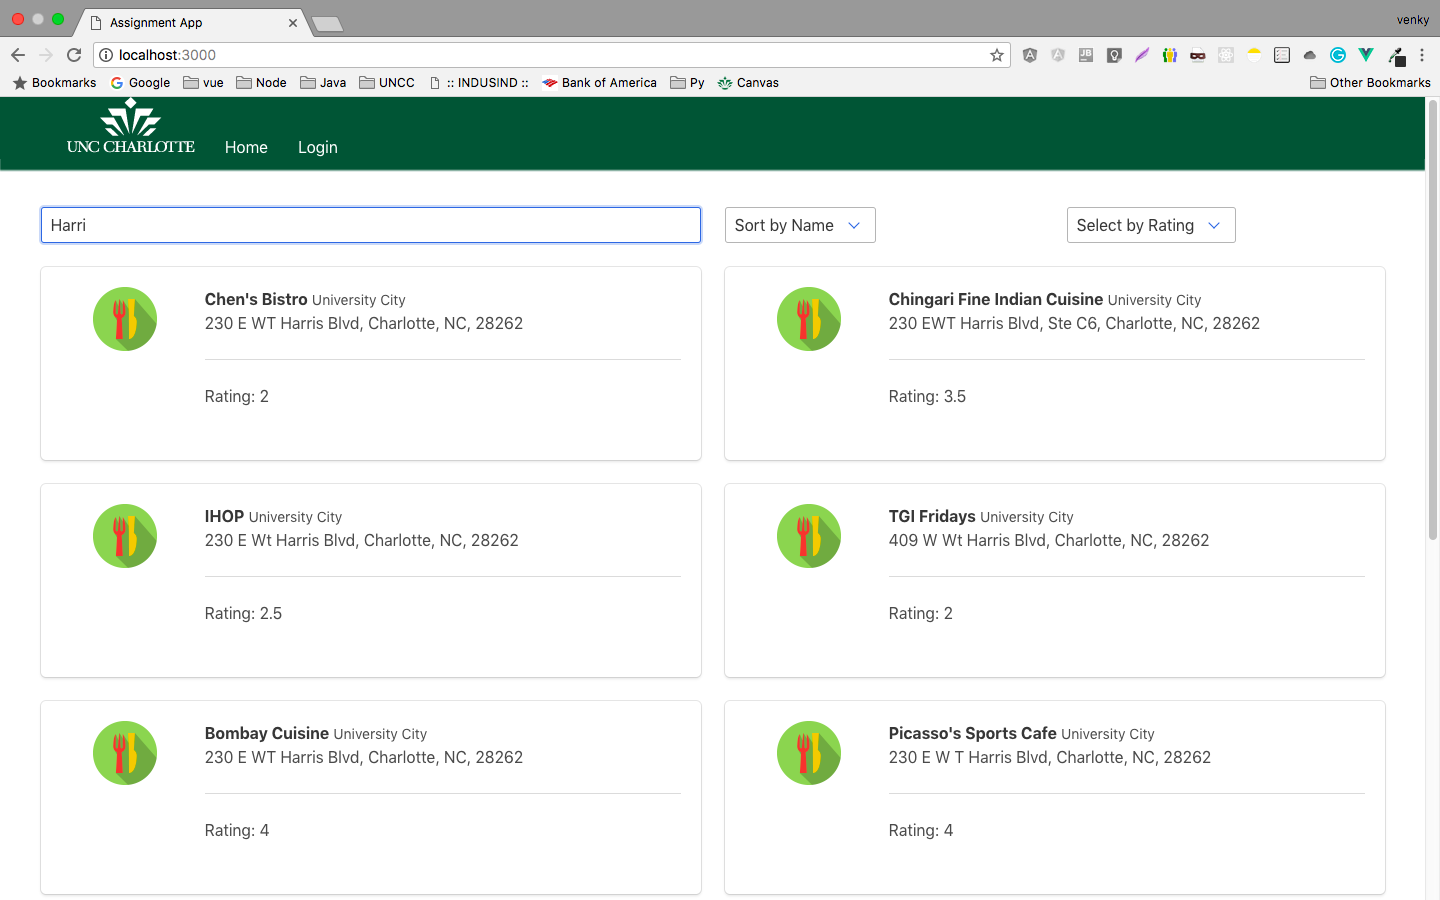 Assignment App
venky
localhost:3000
Bookmarks Google vue Node Java UNCC :: INDUSIND :: Bank of America Py Canvas Other Bookmarks
UNC CHARLOTTE Home Login
Harri Sort by Name Select by Rating
Chen's Bistro University City
230 E WT Harris Blvd, Charlotte, NC, 28262
Rating: 2
Chingari Fine Indian Cuisine University City
230 EWT Harris Blvd, Ste C6, Charlotte, NC, 28262
Rating: 3.5
IHOP University City
230 E Wt Harris Blvd, Charlotte, NC, 28262
Rating: 2.5
TGI Fridays University City
409 W Wt Harris Blvd, Charlotte, NC, 28262
Rating: 2
Bombay Cuisine University City
230 E WT Harris Blvd, Charlotte, NC, 28262
Rating: 4
Picasso's Sports Cafe University City
230 E W T Harris Blvd, Charlotte, NC, 28262
Rating: 4